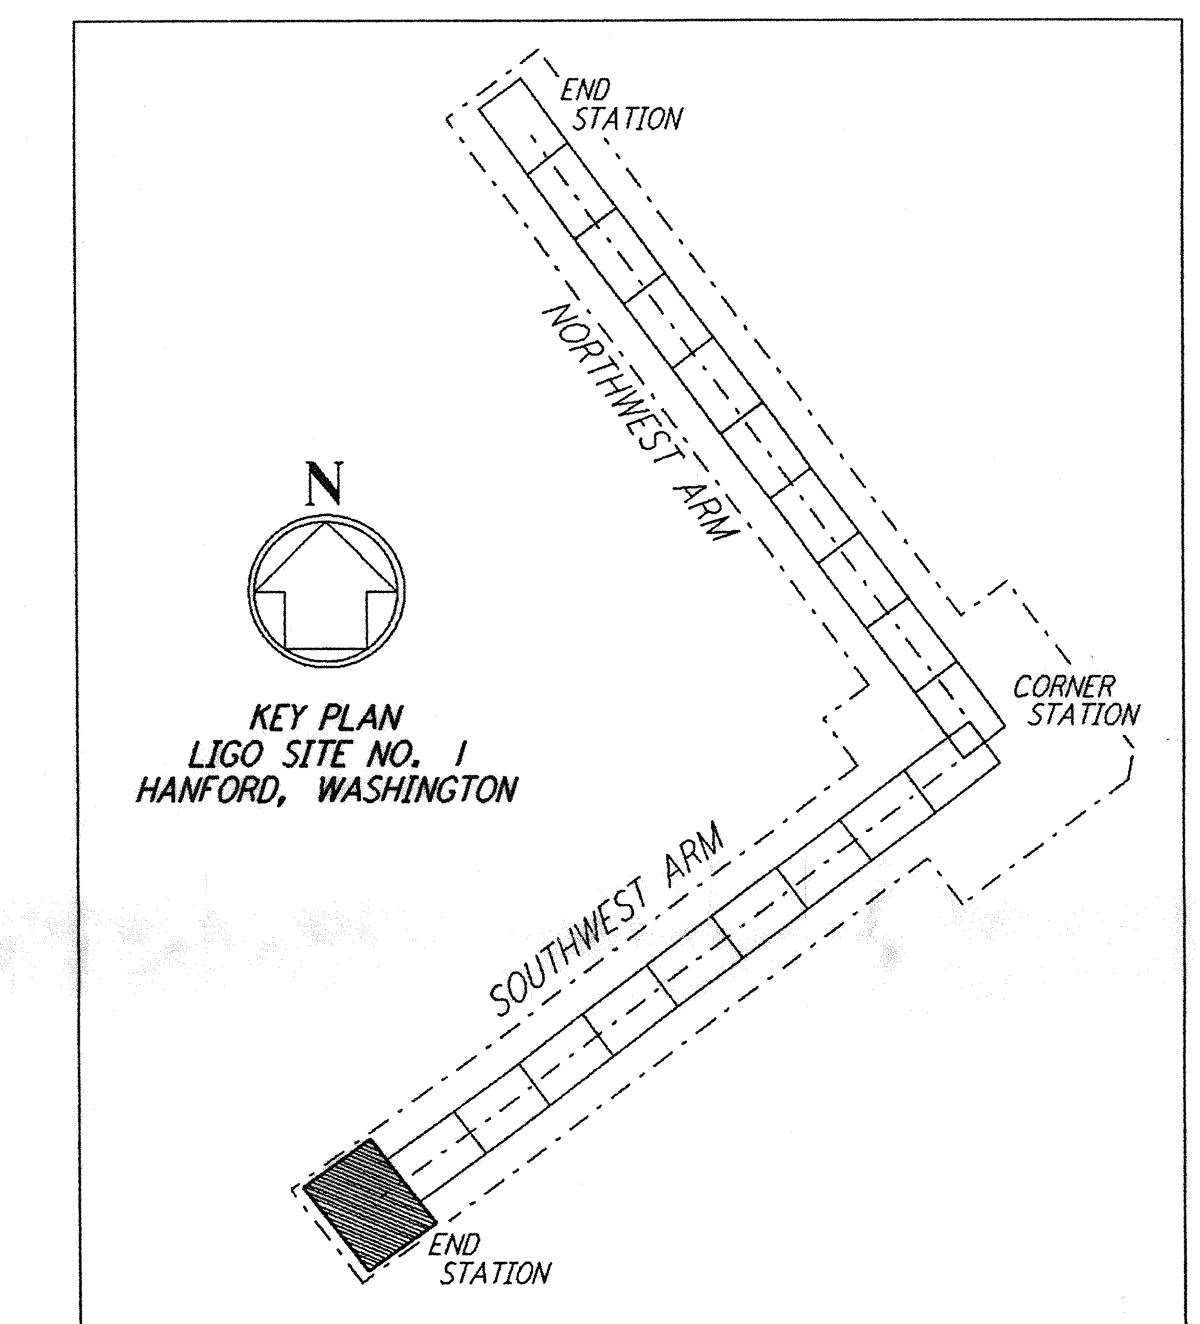 END
STATION
NORTHWEST ARM
N
CORNER
STATION
KEY PLAN
LIGO SITE NO. 1
HANFORD, WASHINGTON
SOUTHWEST ARM
END
STATION